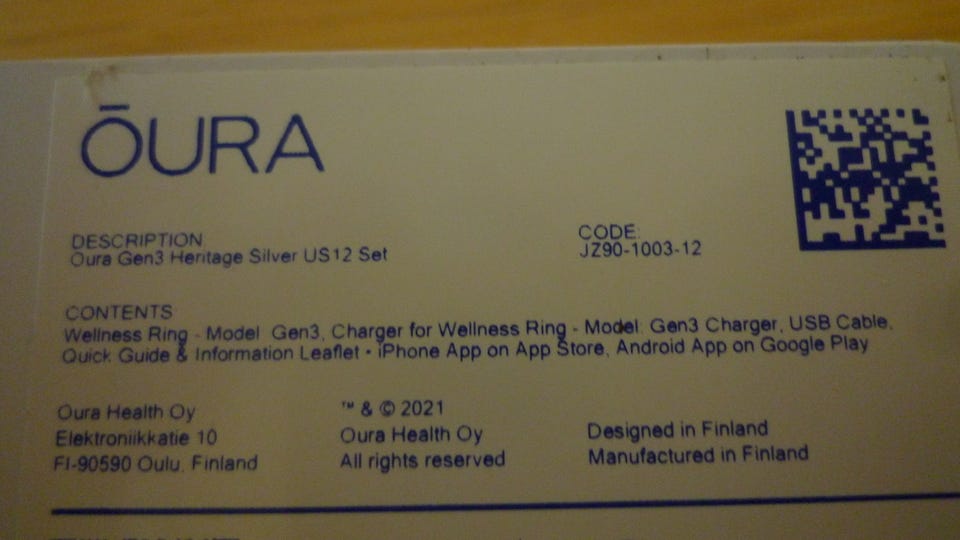 ŌURA
DESCRIPTION
Oura Gen3 Heritage Silver US12 Set
CODE:
JZ90-1003-12
CONTENTS
Wellness Ring - Model: Gen3, Charger for Wellness Ring - Model: Gen3 Charger, USB Cable,
Quick Guide & Information Leaflet • iPhone App on App Store, Android App on Google Play
Oura Health Oy
Elektroniikkatie 10
FI-90590 Oulu, Finland
™ & © 2021
Oura Health Oy
All rights reserved
Designed in Finland
Manufactured in Finland